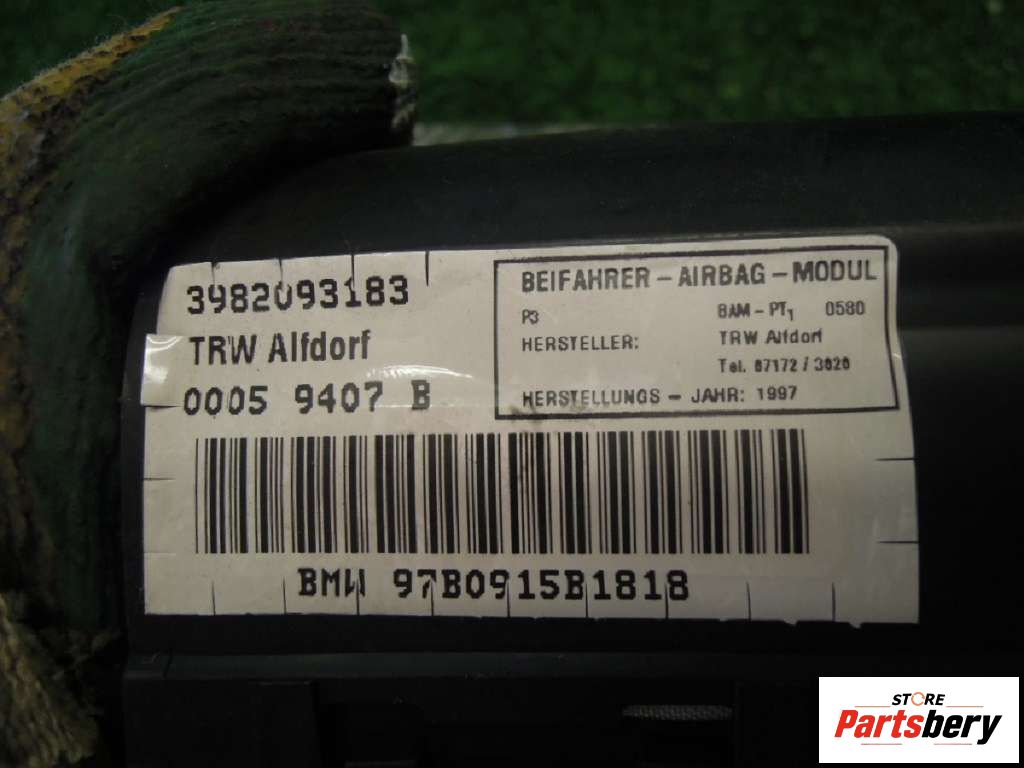 3982093183
TRW Alfdorf
0005 9407 B
BEIFAHRER - AIRBAG - MODUL
P3 BAM - PT1 0580
HERSTELLER: TRW Alfdorf
Tel. 07172 / 3020
HERSTELLUNGS - JAHR: 1997
BMW 97B0915B1818
STORE
Partsbery